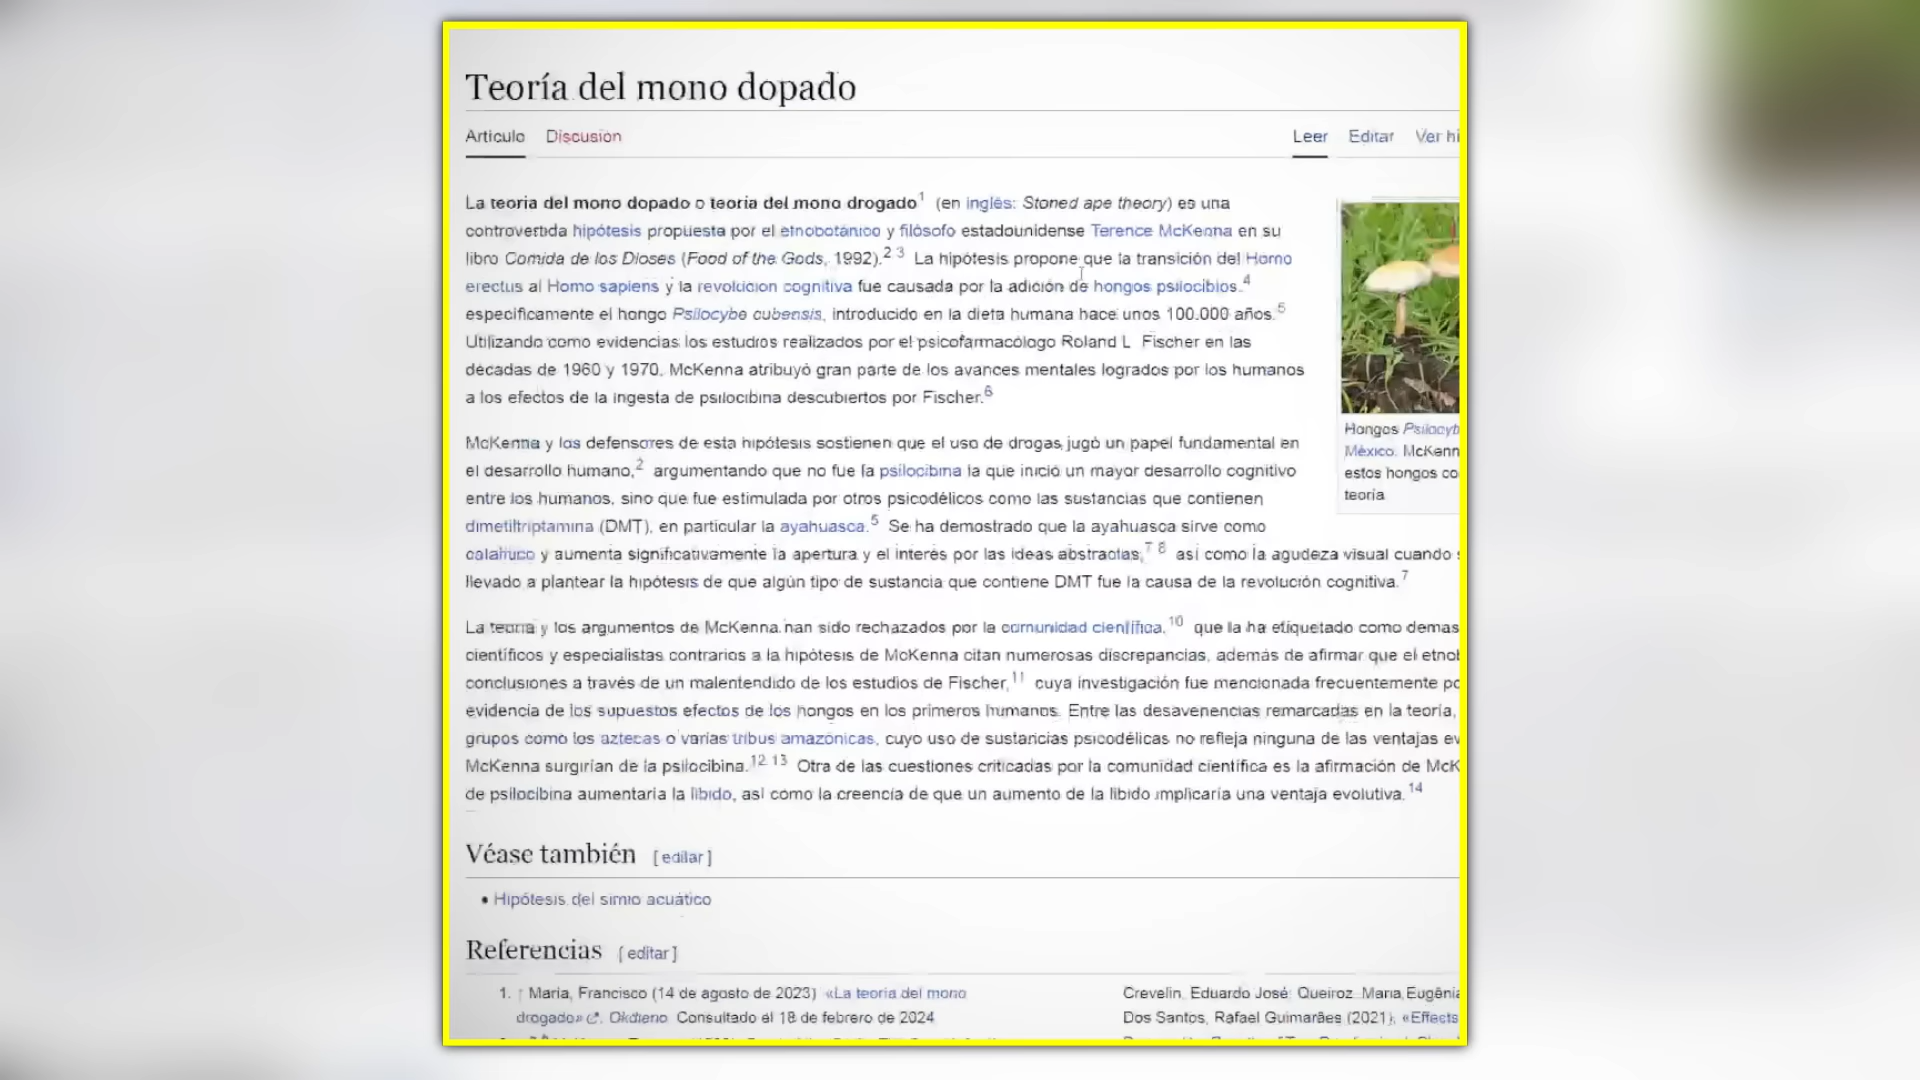 Teoría del mono dopado
Artículo Discusión Leer Editar Ver hi
La teoría del mono dopado o teoría del mono drogado1 (en inglés: Stoned ape theory) es una
controvertida hipótesis propuesta por el etnobotánico y filósofo estadounidense Terence McKenna en su
libro Comida de los Dioses (Food of the Gods, 1992).2 3 La hipótesis propone que la transición del Homo
erectus al Homo sapiens y la revolución cognitiva fue causada por la adición de hongos psilocibios,4
específicamente el hongo Psilocybe cubensis, introducido en la dieta humana hace unos 100.000 años.5
Utilizando como evidencias los estudios realizados por el psicofarmacólogo Roland L. Fischer en las
décadas de 1960 y 1970, McKenna atribuyó gran parte de los avances mentales logrados por los humanos
a los efectos de la ingesta de psilocibina descubiertos por Fischer.6
Hongos Psilocyb
México. McKenn
estos hongos co
teoría
McKenna y los defensores de esta hipótesis sostienen que el uso de drogas jugó un papel fundamental en
el desarrollo humano,2 argumentando que no fue la psilocibina la que inició un mayor desarrollo cognitivo
entre los humanos, sino que fue estimulada por otros psicodélicos como las sustancias que contienen
dimetiltriptamina (DMT), en particular la ayahuasca.5 Se ha demostrado que la ayahuasca sirve como
y aumenta significativamente la apertura y el interés por las ideas abstractas,7 8 así como la agudeza visual cuando
llevado a plantear la hipótesis de que algún tipo de sustancia que contiene DMT fue la causa de la revolución cognitiva.7
La teoría y los argumentos de McKenna han sido rechazados por la comunidad científica,10 que la ha etiquetado como demas
científicos y especialistas contrarios a la hipótesis de McKenna citan numerosas discrepancias, además de afirmar que el etnob
conclusiones a través de un malentendido de los estudios de Fischer,11 cuya investigación fue mencionada frecuentemente po
evidencia de los supuestos efectos de los hongos en los primeros humanos. Entre las desavenencias remarcadas en la teoría,
grupos como los aztecas o varias tribus amazónicas, cuyo uso de sustancias psicodélicas no refleja ninguna de las ventajas ev
McKenna surgirían de la psilocibina.12 13 Otra de las cuestiones criticadas por la comunidad científica es la afirmación de McK
de psilocibina aumentaría la libido, así como la creencia de que un aumento de la libido implicaría una ventaja evolutiva.14
Véase también [editar]
• Hipótesis del simio acuático
Referencias [editar]
1. ↑ María, Francisco (14 de agosto de 2023) «La teoría del mono
drogado». Okdiario. Consultado el 18 de febrero de 2024
Crevelin, Eduardo José; Queiroz, Maria Eugênia
Dos Santos, Rafael Guimarães (2021). «Effects